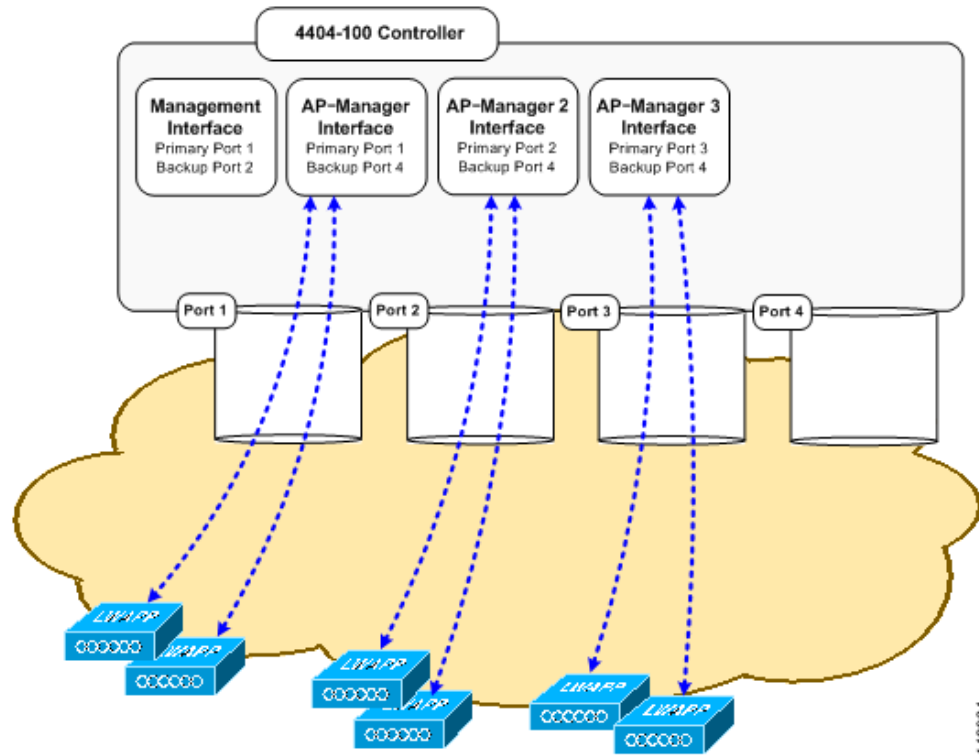 4404-100 Controller
Management
Interface
Primary Port 1
Backup Port 2
AP-Manager
Interface
Primary Port 1
Backup Port 4
AP-Manager 2
Interface
Primary Port 2
Backup Port 4
AP-Manager 3
Interface
Primary Port 3
Backup Port 4
Port 1
Port 2
Port 3
Port 4
LWAPP
LWAPP
LWAPP
LWAPP
LWAPP
LWAPP